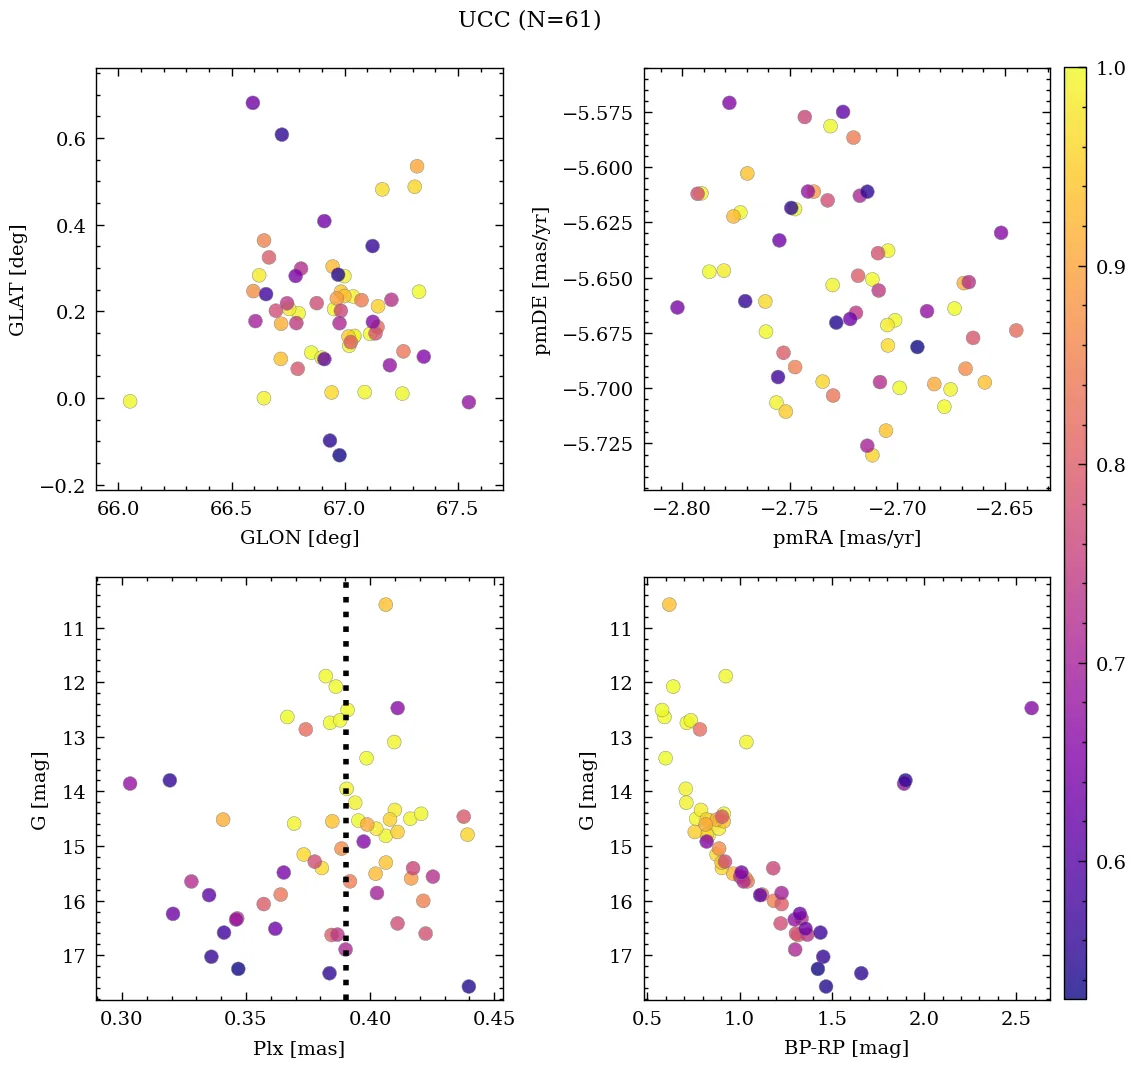 UCC (N=61)
0.6
0.4
0.2
0.0
−0.2
GLAT [deg]
66.0 66.5 67.0 67.5
GLON [deg]
−5.575
−5.600
−5.625
−5.650
−5.675
−5.700
−5.725
pmDE [mas/yr]
−2.80 −2.75 −2.70 −2.65
pmRA [mas/yr]
11
12
13
14
15
16
17
G [mag]
0.30 0.35 0.40 0.45
Plx [mas]
11
12
13
14
15
16
17
G [mag]
0.5 1.0 1.5 2.0 2.5
BP-RP [mag]
1.0
0.9
0.8
0.7
0.6